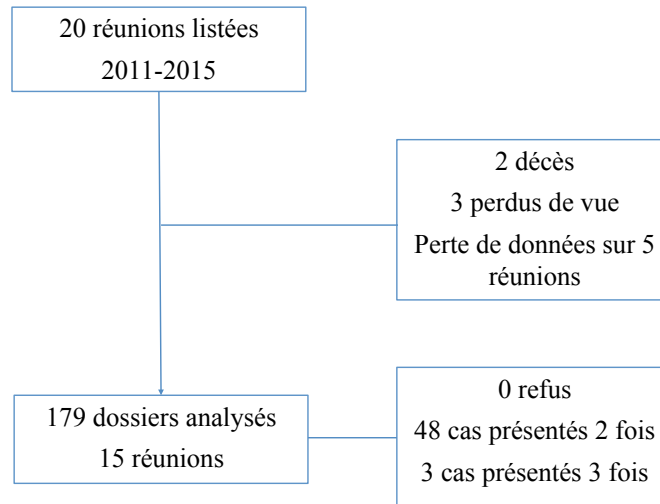 20 réunions listées
2011-2015
2 décès
3 perdus de vue
Perte de données sur 5
réunions
179 dossiers analysés
15 réunions
0 refus
48 cas présentés 2 fois
3 cas présentés 3 fois